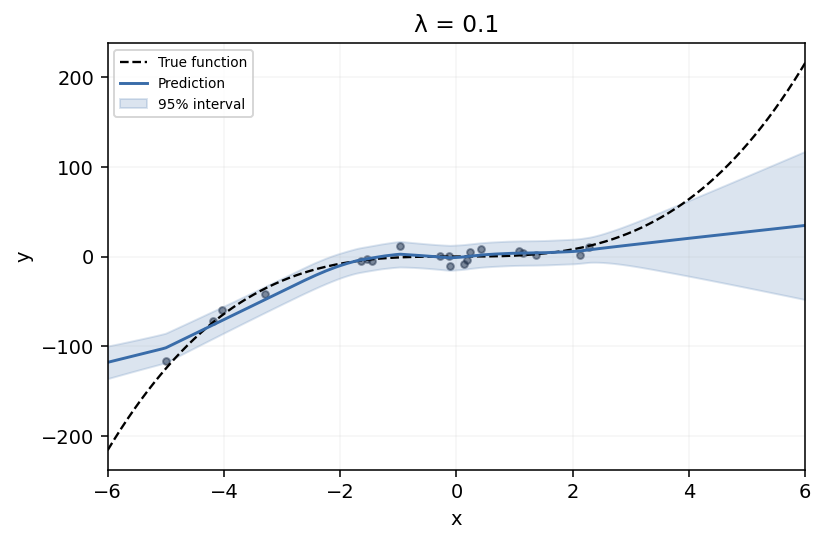 λ = 0.1
True function
Prediction
95% interval
200
100
0
−100
−200
y
−6 −4 −2 0 2 4 6
x